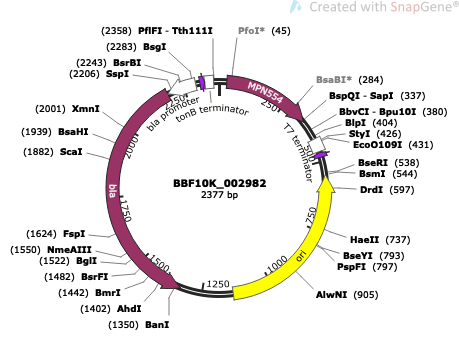 Created with SnapGene®
(2358) PflFI - Tth111I
PfoI* (45)
(2283) BsgI
(2243) BsrBI
(2206) SspI
BsaBI* (284)
BspQI - SapI (337)
BbvCI - Bpu10I (380)
BlpI (404)
StyI (426)
EcoO109I (431)
(2001) XmnI
(1939) BsaHI
(1882) ScaI
BseRI (538)
BsmI (544)
DrdI (597)
bla promoter
tonB terminator
MPN554
T7 terminator
2250
250
500
2000
BBF10K_002982
2377 bp
bla
1750
750
ori
1500
1250
1000
(1624) FspI
(1550) NmeAIII
(1522) BglI
(1482) BsrFI
(1442) BmrI
(1402) AhdI
(1350) BanI
HaeII (737)
BseYI (793)
PspFI (797)
AlwNI (905)